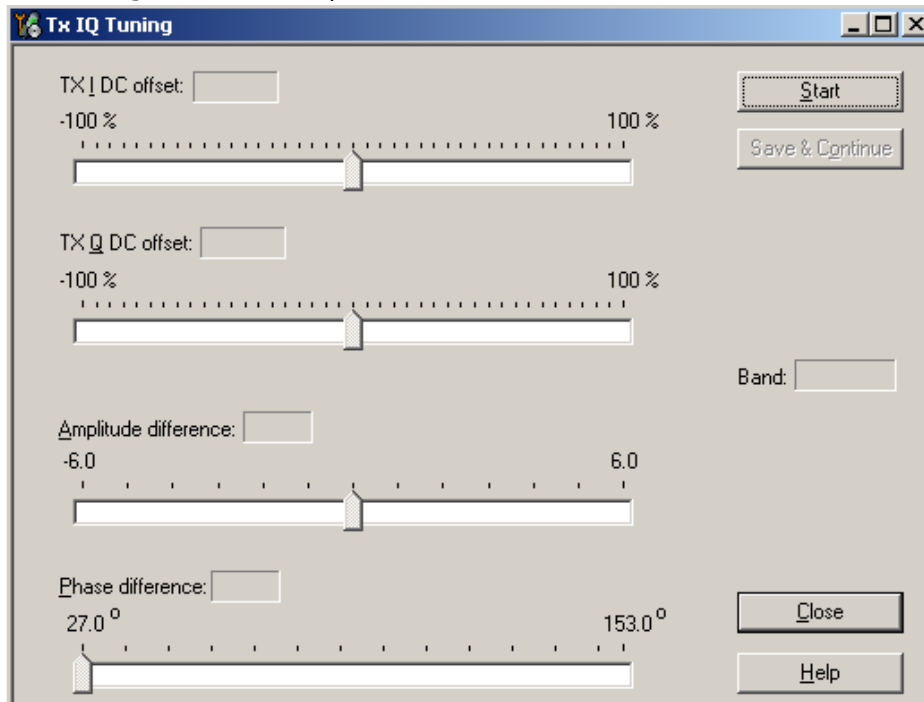 Tx IQ Tuning
TX I DC offset:
-100 %
100 %
Start
Save & Continue
TX Q DC offset:
-100 %
100 %
Band:
Amplitude difference:
-6.0
6.0
Phase difference:
27.0 o
153.0 o
Close
Help